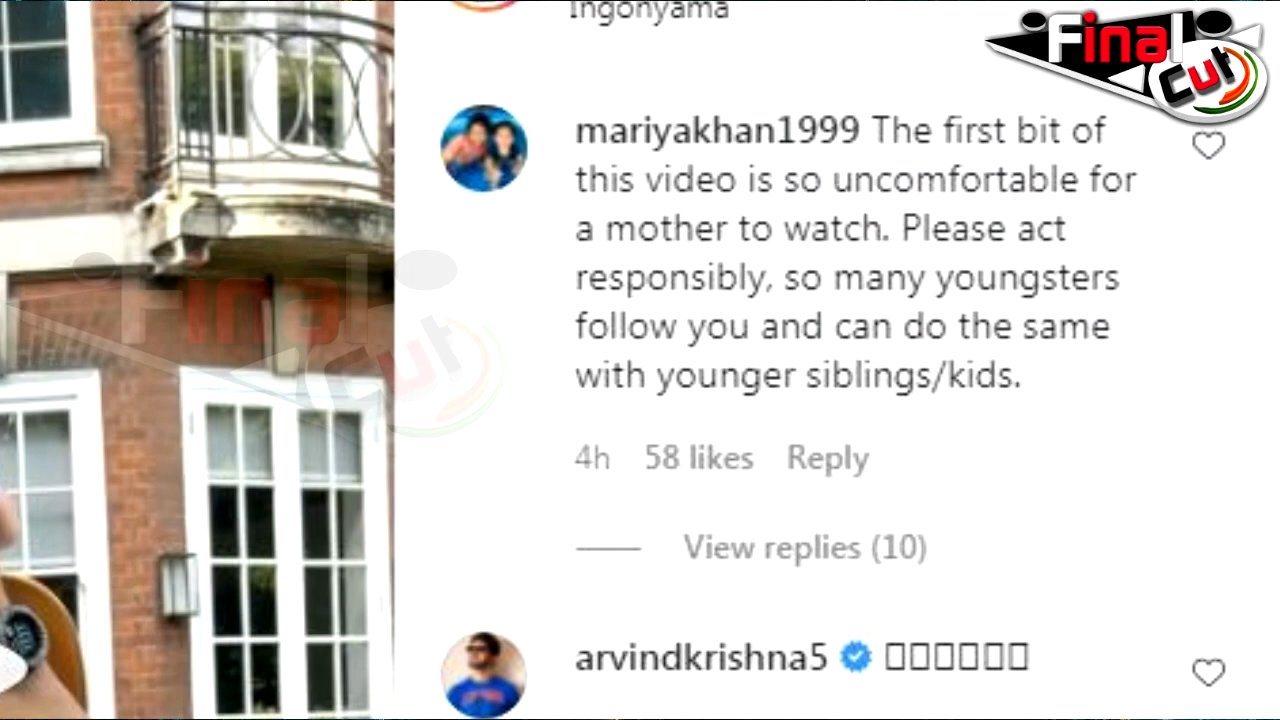 Ingonyama
Final
Cut
mariyakhan1999 The first bit of
this video is so uncomfortable for
a mother to watch. Please act
responsibly, so many youngsters
follow you and can do the same
with younger siblings/kids.
4h 58 likes Reply
View replies (10)
arvindkrishna5
Final
Cut